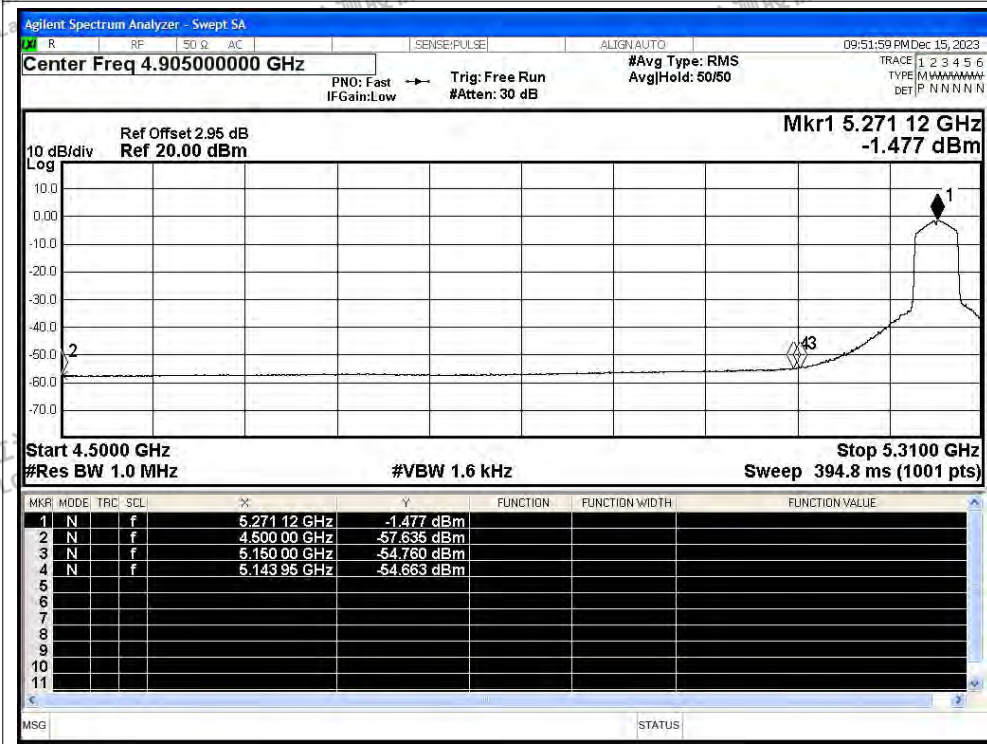 Agilent Spectrum Analyzer - Swept SA
LXI R RF 50 Ω AC SENSE:PULSE ALIGN AUTO 09:51:59 PM Dec 15, 2023
Center Freq 4.905000000 GHz #Avg Type: RMS TRACE 1 2 3 4 5 6
PNO: Fast Trig: Free Run Avg|Hold: 50/50 TYPE M WWWWW
IFGain:Low #Atten: 30 dB DET P N N N N N
Ref Offset 2.95 dB Mkr1 5.271 12 GHz
10 dB/div Ref 20.00 dBm -1.477 dBm
Log
10.0
1
0.00
-10.0
-20.0
-30.0
-40.0
2 43
-50.0
-60.0
-70.0
Start 4.5000 GHz Stop 5.3100 GHz
#Res BW 1.0 MHz #VBW 1.6 kHz Sweep 394.8 ms (1001 pts)
MKR MODE TRC SCL X Y FUNCTION FUNCTION WIDTH FUNCTION VALUE
1 N f 5.271 12 GHz -1.477 dBm
2 N f 4.500 00 GHz -57.635 dBm
3 N f 5.150 00 GHz -54.760 dBm
4 N f 5.143 95 GHz -54.663 dBm
5
6
7
8
9
10
11
MSG STATUS